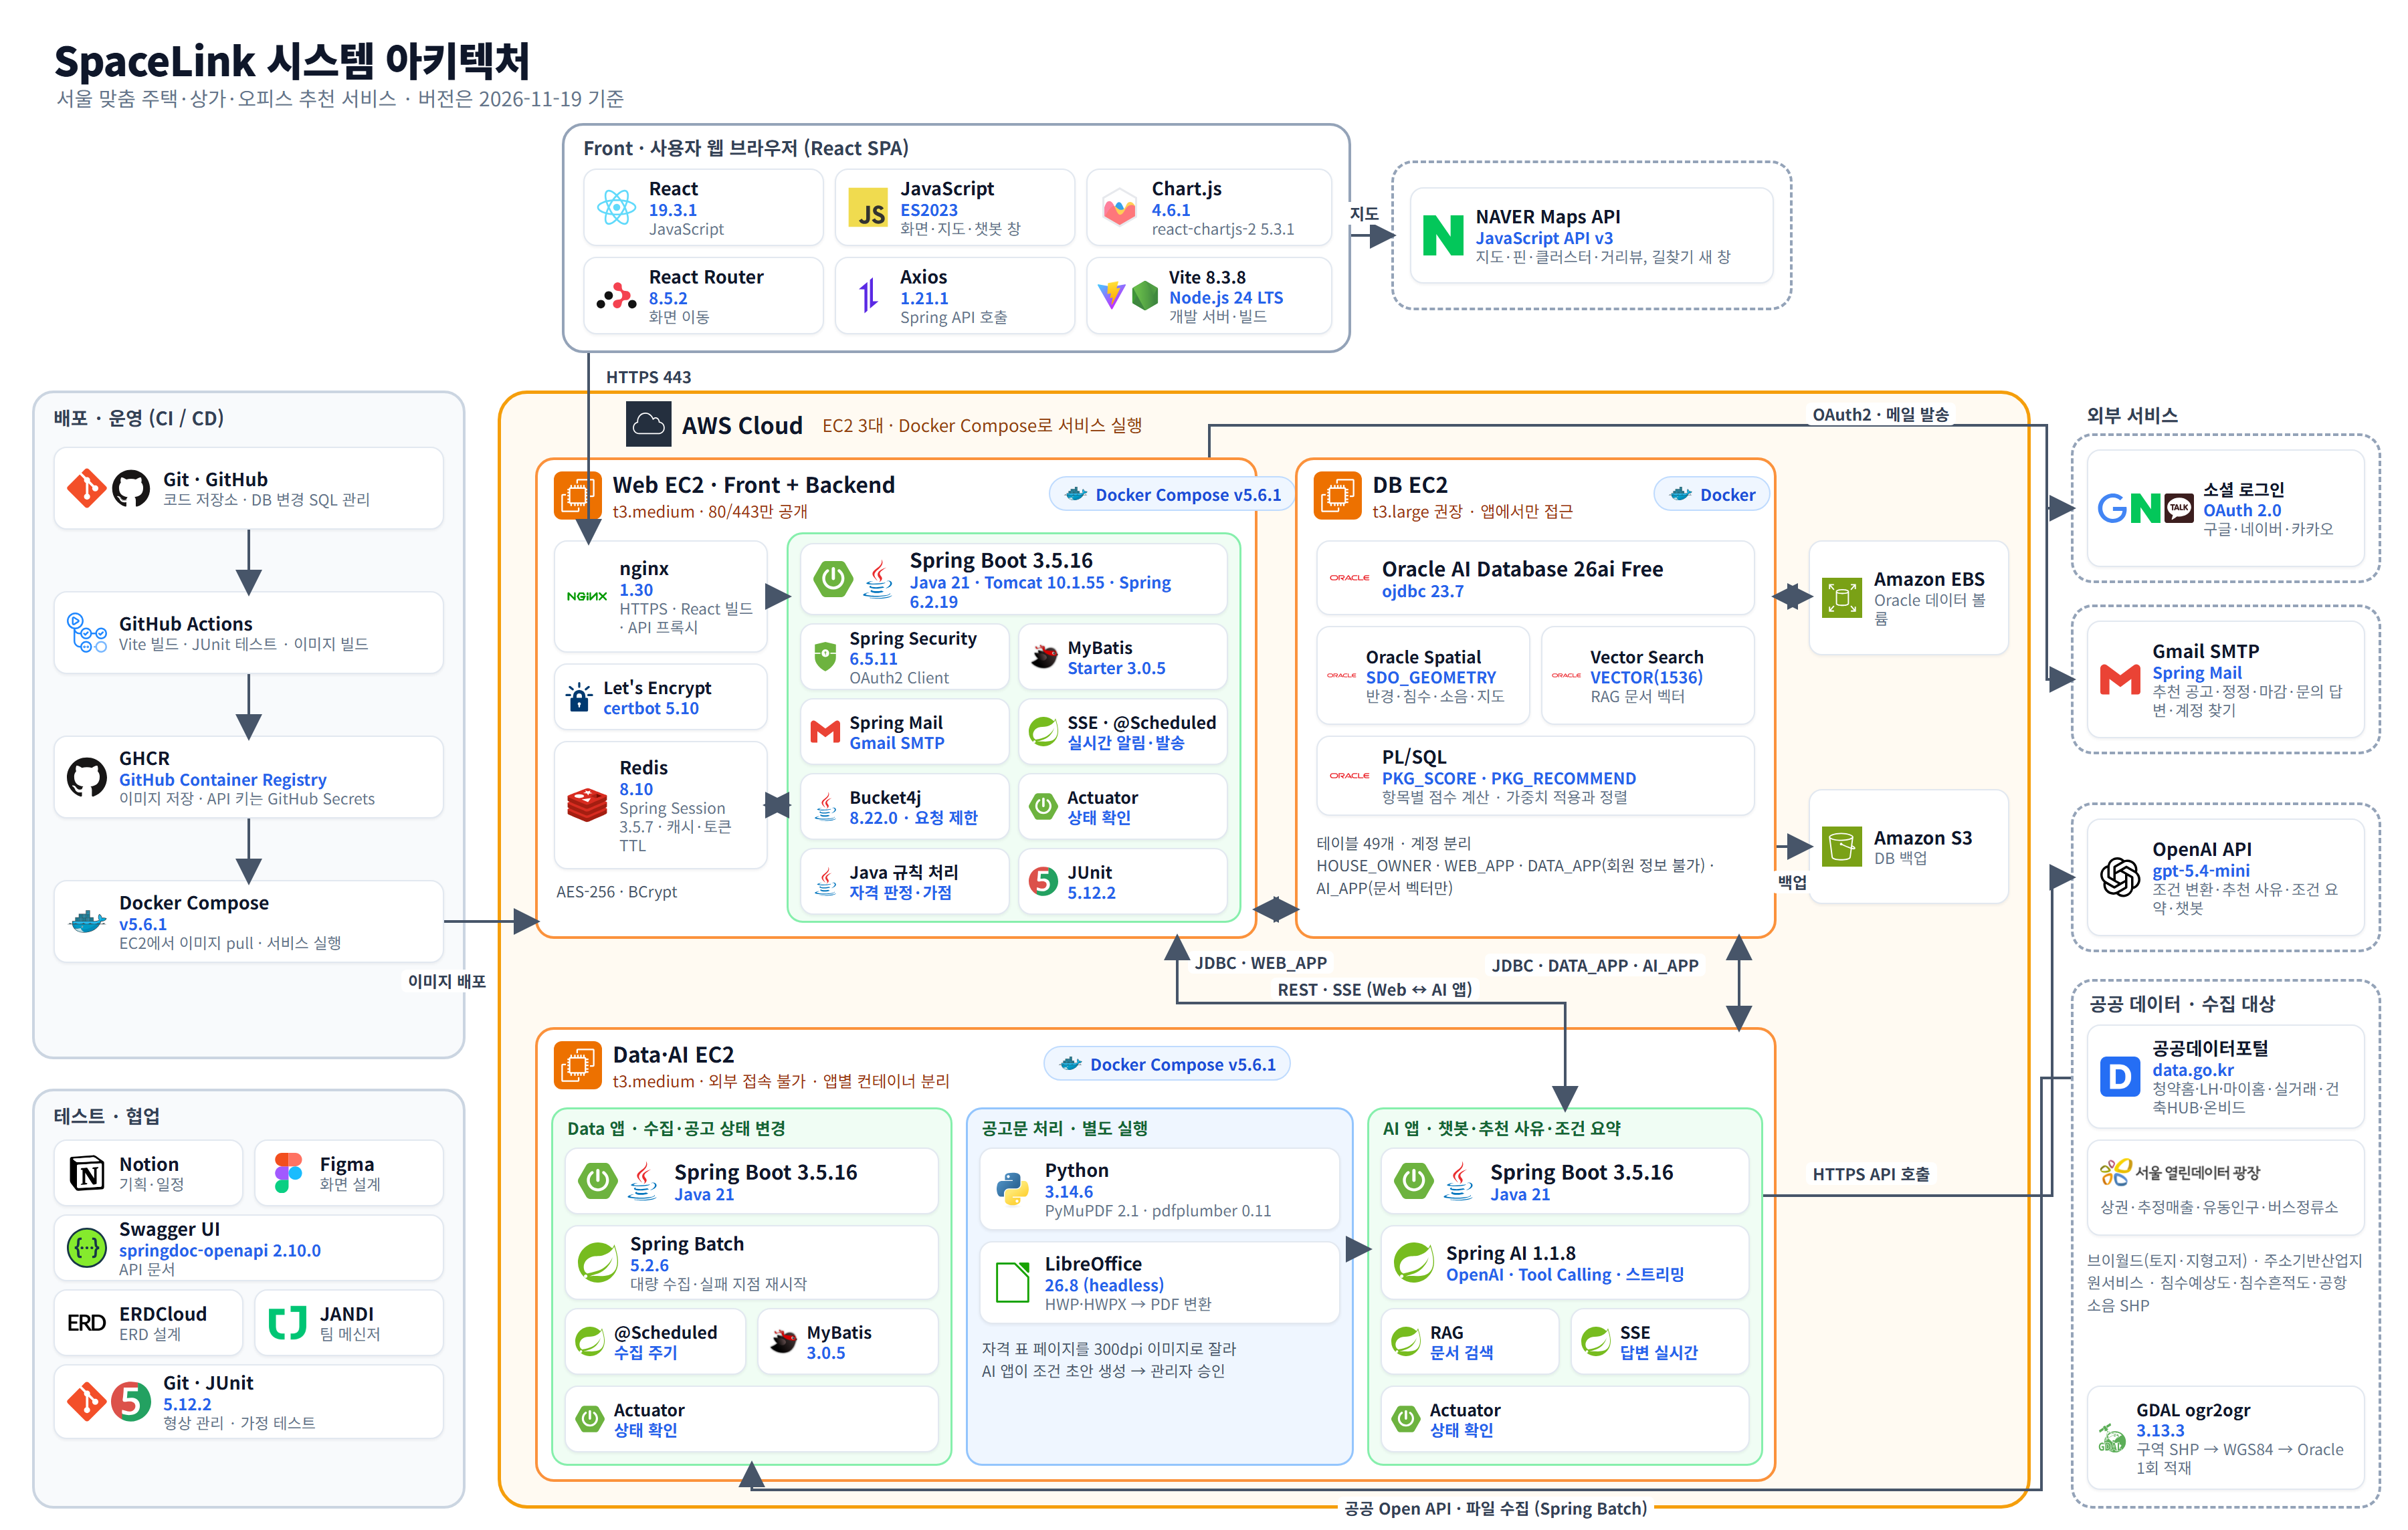 SpaceLink 시스템 아키텍처
서울 맞춤 주택·상가·오피스 추천 서비스 · 버전은 2026-11-19 기준
Front · 사용자 웹 브라우저 (React SPA)
React
19.3.1
JavaScript
JS
JavaScript
ES2023
화면·지도·챗봇 창
Chart.js
4.6.1
react-chartjs-2 5.3.1
React Router
8.5.2
화면 이동
Axios
1.21.1
Spring API 호출
Vite 8.3.8
Node.js 24 LTS
개발 서버·빌드
지도
NAVER Maps API
JavaScript API v3
지도·핀·클러스터·거리뷰, 길찾기 새 창
HTTPS 443
배포 · 운영 (CI / CD)
Git · GitHub
코드 저장소 · DB 변경 SQL 관리
GitHub Actions
Vite 빌드 · JUnit 테스트 · 이미지 빌드
GHCR
GitHub Container Registry
이미지 저장 · API 키는 GitHub Secrets
Docker Compose
v5.6.1
EC2에서 이미지 pull · 서비스 실행
이미지 배포
테스트 · 협업
Notion
기획·일정
Figma
화면 설계
Swagger UI
springdoc-openapi 2.10.0
API 문서
ERD
ERDCloud
ERD 설계
JANDI
팀 메신저
5
Git · JUnit
5.12.2
형상 관리 · 가정 테스트
AWS Cloud
EC2 3대 · Docker Compose로 서비스 실행
OAuth2 · 메일 발송
Web EC2 · Front + Backend
t3.medium · 80/443만 공개
Docker Compose v5.6.1
NGINX
nginx
1.30
HTTPS · React 빌드
· API 프록시
Let's Encrypt
certbot 5.10
Redis
8.10
Spring Session
3.5.7 · 캐시·토큰
TTL
AES-256 · BCrypt
Spring Boot 3.5.16
Java 21 · Tomcat 10.1.55 · Spring
6.2.19
Spring Security
6.5.11
OAuth2 Client
MyBatis
Starter 3.0.5
Spring Mail
Gmail SMTP
SSE · @Scheduled
실시간 알림·발송
Bucket4j
8.22.0 · 요청 제한
Actuator
상태 확인
Java 규칙 처리
자격 판정·가점
5
JUnit
5.12.2
DB EC2
t3.large 권장 · 앱에서만 접근
Docker
ORACLE
Oracle AI Database 26ai Free
ojdbc 23.7
ORACLE
Oracle Spatial
SDO_GEOMETRY
반경·침수·소음·지도
ORACLE
Vector Search
VECTOR(1536)
RAG 문서 벡터
ORACLE
PL/SQL
PKG_SCORE · PKG_RECOMMEND
항목별 점수 계산 · 가중치 적용과 정렬
테이블 49개 · 계정 분리
HOUSE_OWNER · WEB_APP · DATA_APP(회원 정보 불가) ·
AI_APP(문서 벡터만)
Amazon EBS
Oracle 데이터 볼
륨
Amazon S3
DB 백업
백업
JDBC · WEB_APP
JDBC · DATA_APP · AI_APP
REST · SSE (Web ↔ AI 앱)
Data·AI EC2
t3.medium · 외부 접속 불가 · 앱별 컨테이너 분리
Docker Compose v5.6.1
Data 앱 · 수집·공고 상태 변경
Spring Boot 3.5.16
Java 21
Spring Batch
5.2.6
대량 수집·실패 지점 재시작
@Scheduled
수집 주기
MyBatis
3.0.5
Actuator
상태 확인
공고문 처리 · 별도 실행
Python
3.14.6
PyMuPDF 2.1 · pdfplumber 0.11
LibreOffice
26.8 (headless)
HWP·HWPX → PDF 변환
자격 표 페이지를 300dpi 이미지로 잘라
AI 앱이 조건 초안 생성 → 관리자 승인
AI 앱 · 챗봇·추천 사유·조건 요약
Spring Boot 3.5.16
Java 21
Spring AI 1.1.8
OpenAI · Tool Calling · 스트리밍
RAG
문서 검색
SSE
답변 실시간
Actuator
상태 확인
HTTPS API 호출
공공 Open API · 파일 수집 (Spring Batch)
외부 서비스
TALK
소셜 로그인
OAuth 2.0
구글·네이버·카카오
Gmail SMTP
Spring Mail
추천 공고·정정·마감·문의 답
변·계정 찾기
OpenAI API
gpt-5.4-mini
조건 변환·추천 사유·조건 요
약·챗봇
공공 데이터 · 수집 대상
D
공공데이터포털
data.go.kr
청약홈·LH·마이홈·실거래·건
축HUB·온비드
서울 열린데이터 광장
상권·추정매출·유동인구·버스정류소
브이월드(토지·지형고저) · 주소기반산업지
원서비스 · 침수예상도·침수흔적도·공항
소음 SHP
GDAL
GDAL ogr2ogr
3.13.3
구역 SHP → WGS84 → Oracle
1회 적재